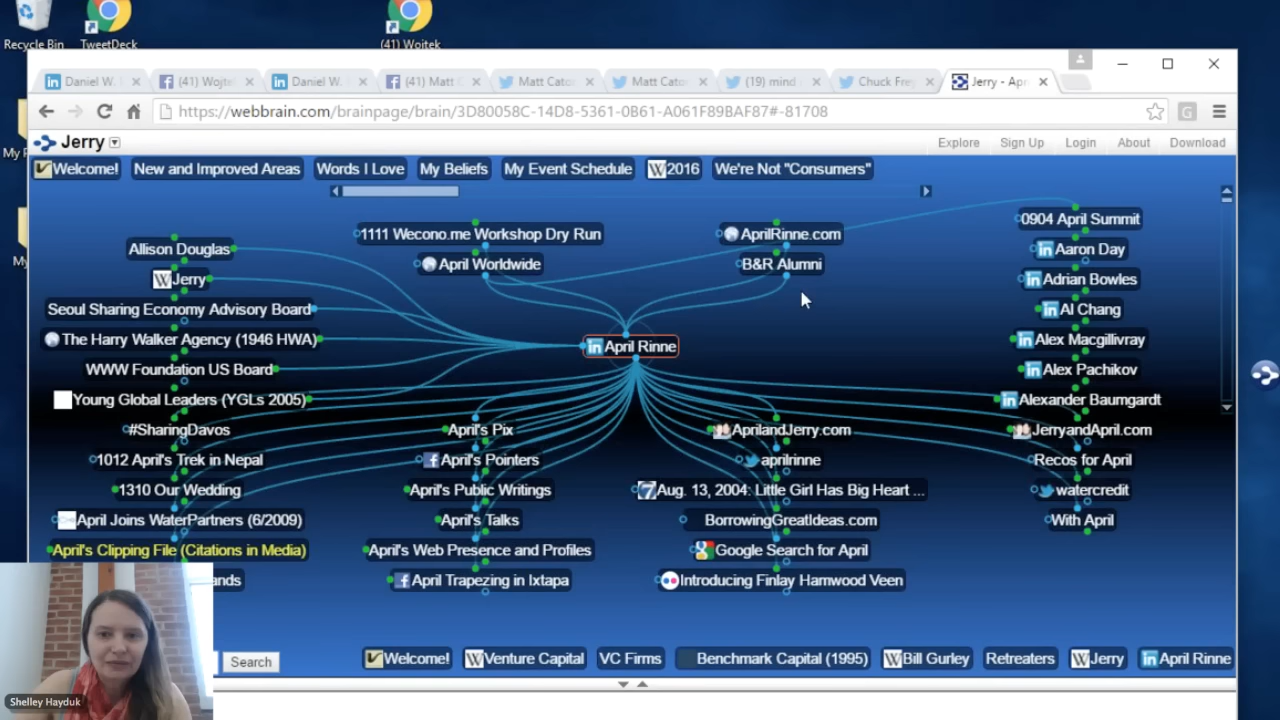 Recycle Bin
TweetDeck
(41) Wojtek
My P
My
Daniel W.
(41) Wojte
Daniel W.
(41) Matt C
Matt Cato
Matt Cato
(19) mind
Chuck Fre
Jerry - Apri
https://webbrain.com/brainpage/brain/3D80058C-14D8-5361-0B61-A061F89BAF87#-81708
Jerry
Explore
Sign Up
Login
About
Download
Welcome!
New and Improved Areas
Words I Love
My Beliefs
My Event Schedule
2016
We're Not "Consumers"
Allison Douglas
Jerry
Seoul Sharing Economy Advisory Board
The Harry Walker Agency (1946 HWA)
WWW Foundation US Board
Young Global Leaders (YGLs 2005)
1111 Wecono.me Workshop Dry Run
April Worldwide
AprilRinne.com
B&R Alumni
April Rinne
0904 April Summit
Aaron Day
Adrian Bowles
Al Chang
Alex Macgillivray
Alex Pachikov
Alexander Baumgardt
#SharingDavos
1012 April's Trek in Nepal
1310 Our Wedding
April Joins WaterPartners (6/2009)
April's Clipping File (Citations in Media)
ands
April's Pix
April's Pointers
April's Public Writings
April's Talks
April's Web Presence and Profiles
April Trapezing in Ixtapa
AprilandJerry.com
aprilrinne
Aug. 13, 2004: Little Girl Has Big Heart ...
BorrowingGreatIdeas.com
Google Search for April
Introducing Finlay Hamwood Veen
JerryandApril.com
Recos for April
watercredit
With April
Search
Welcome!
Venture Capital
VC Firms
Benchmark Capital (1995)
Bill Gurley
Retreaters
Jerry
April Rinne
Shelley Hayduk